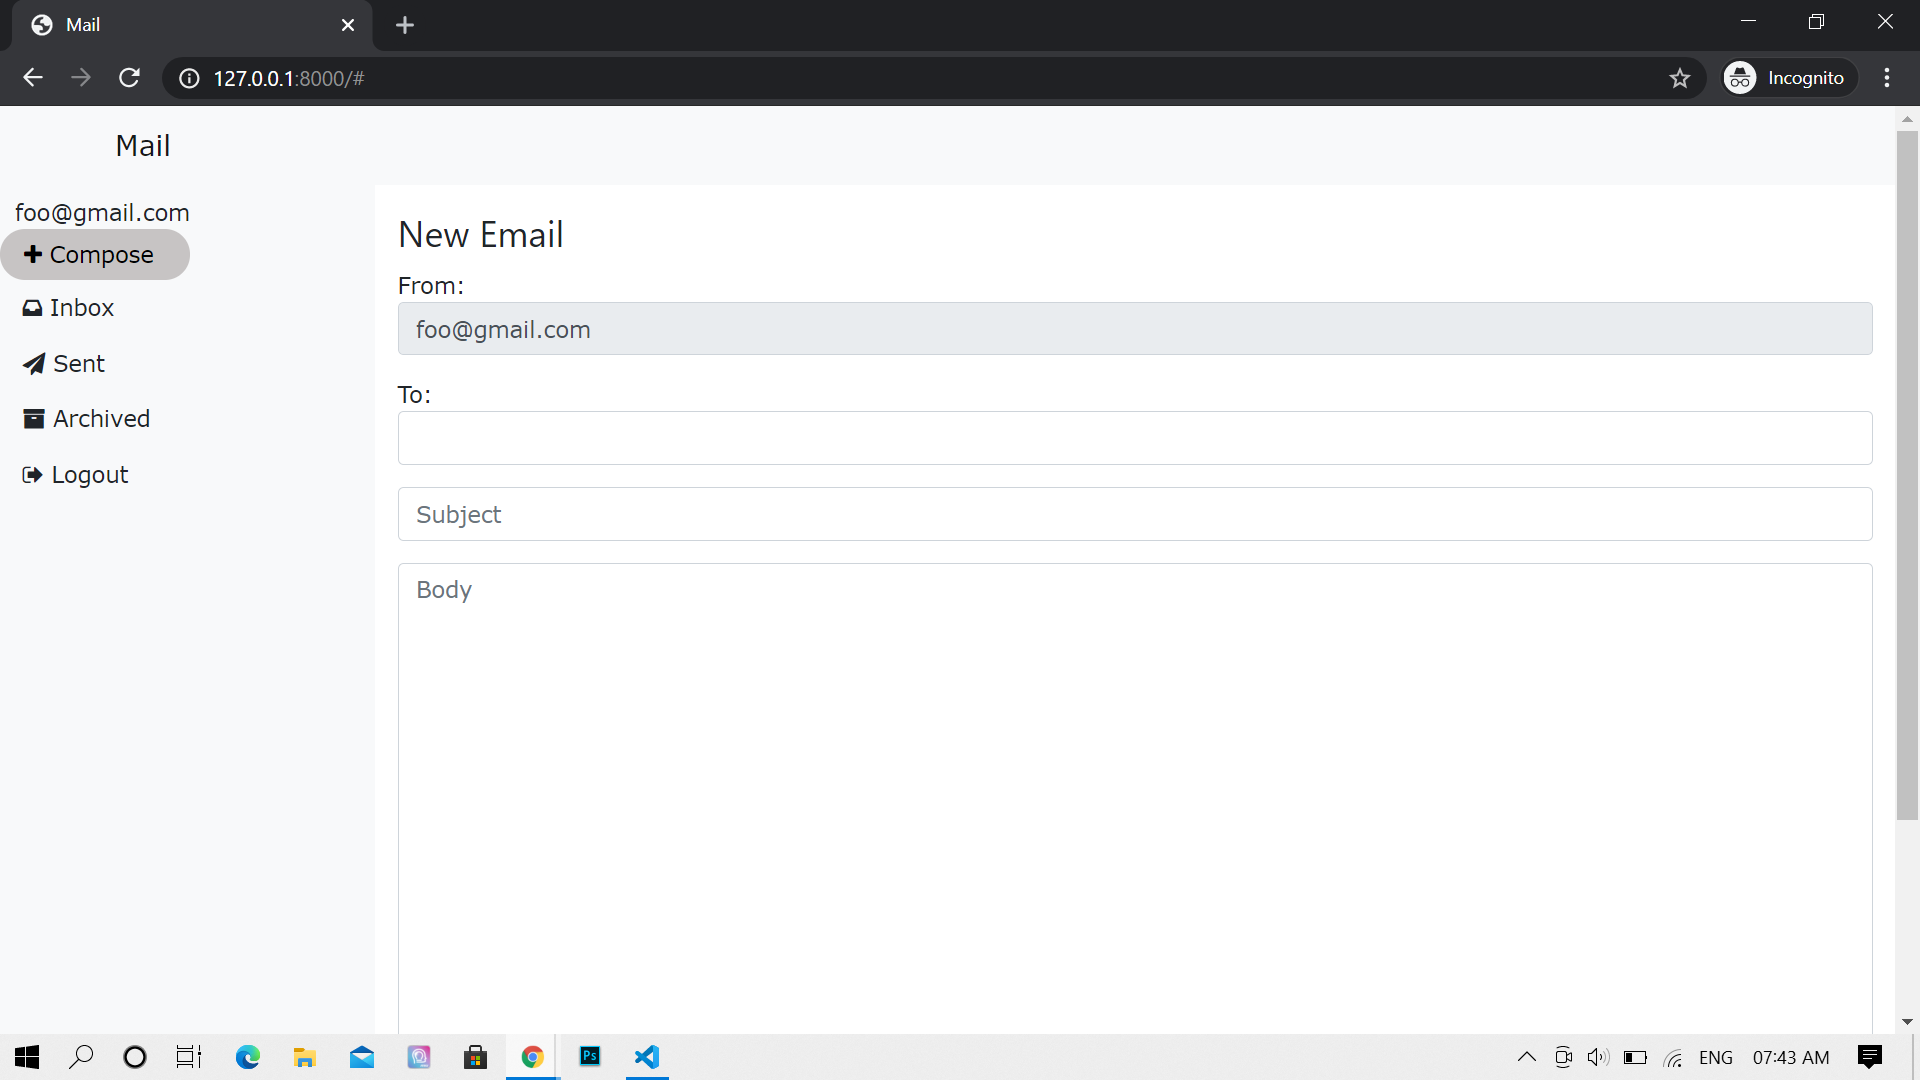 Mail
127.0.0.1:8000/#
Incognito
Mail
foo@gmail.com
Compose
Inbox
Sent
Archived
Logout
New Email
From:
foo@gmail.com
To:
Subject
Body
Ps
ENG
07:43 AM